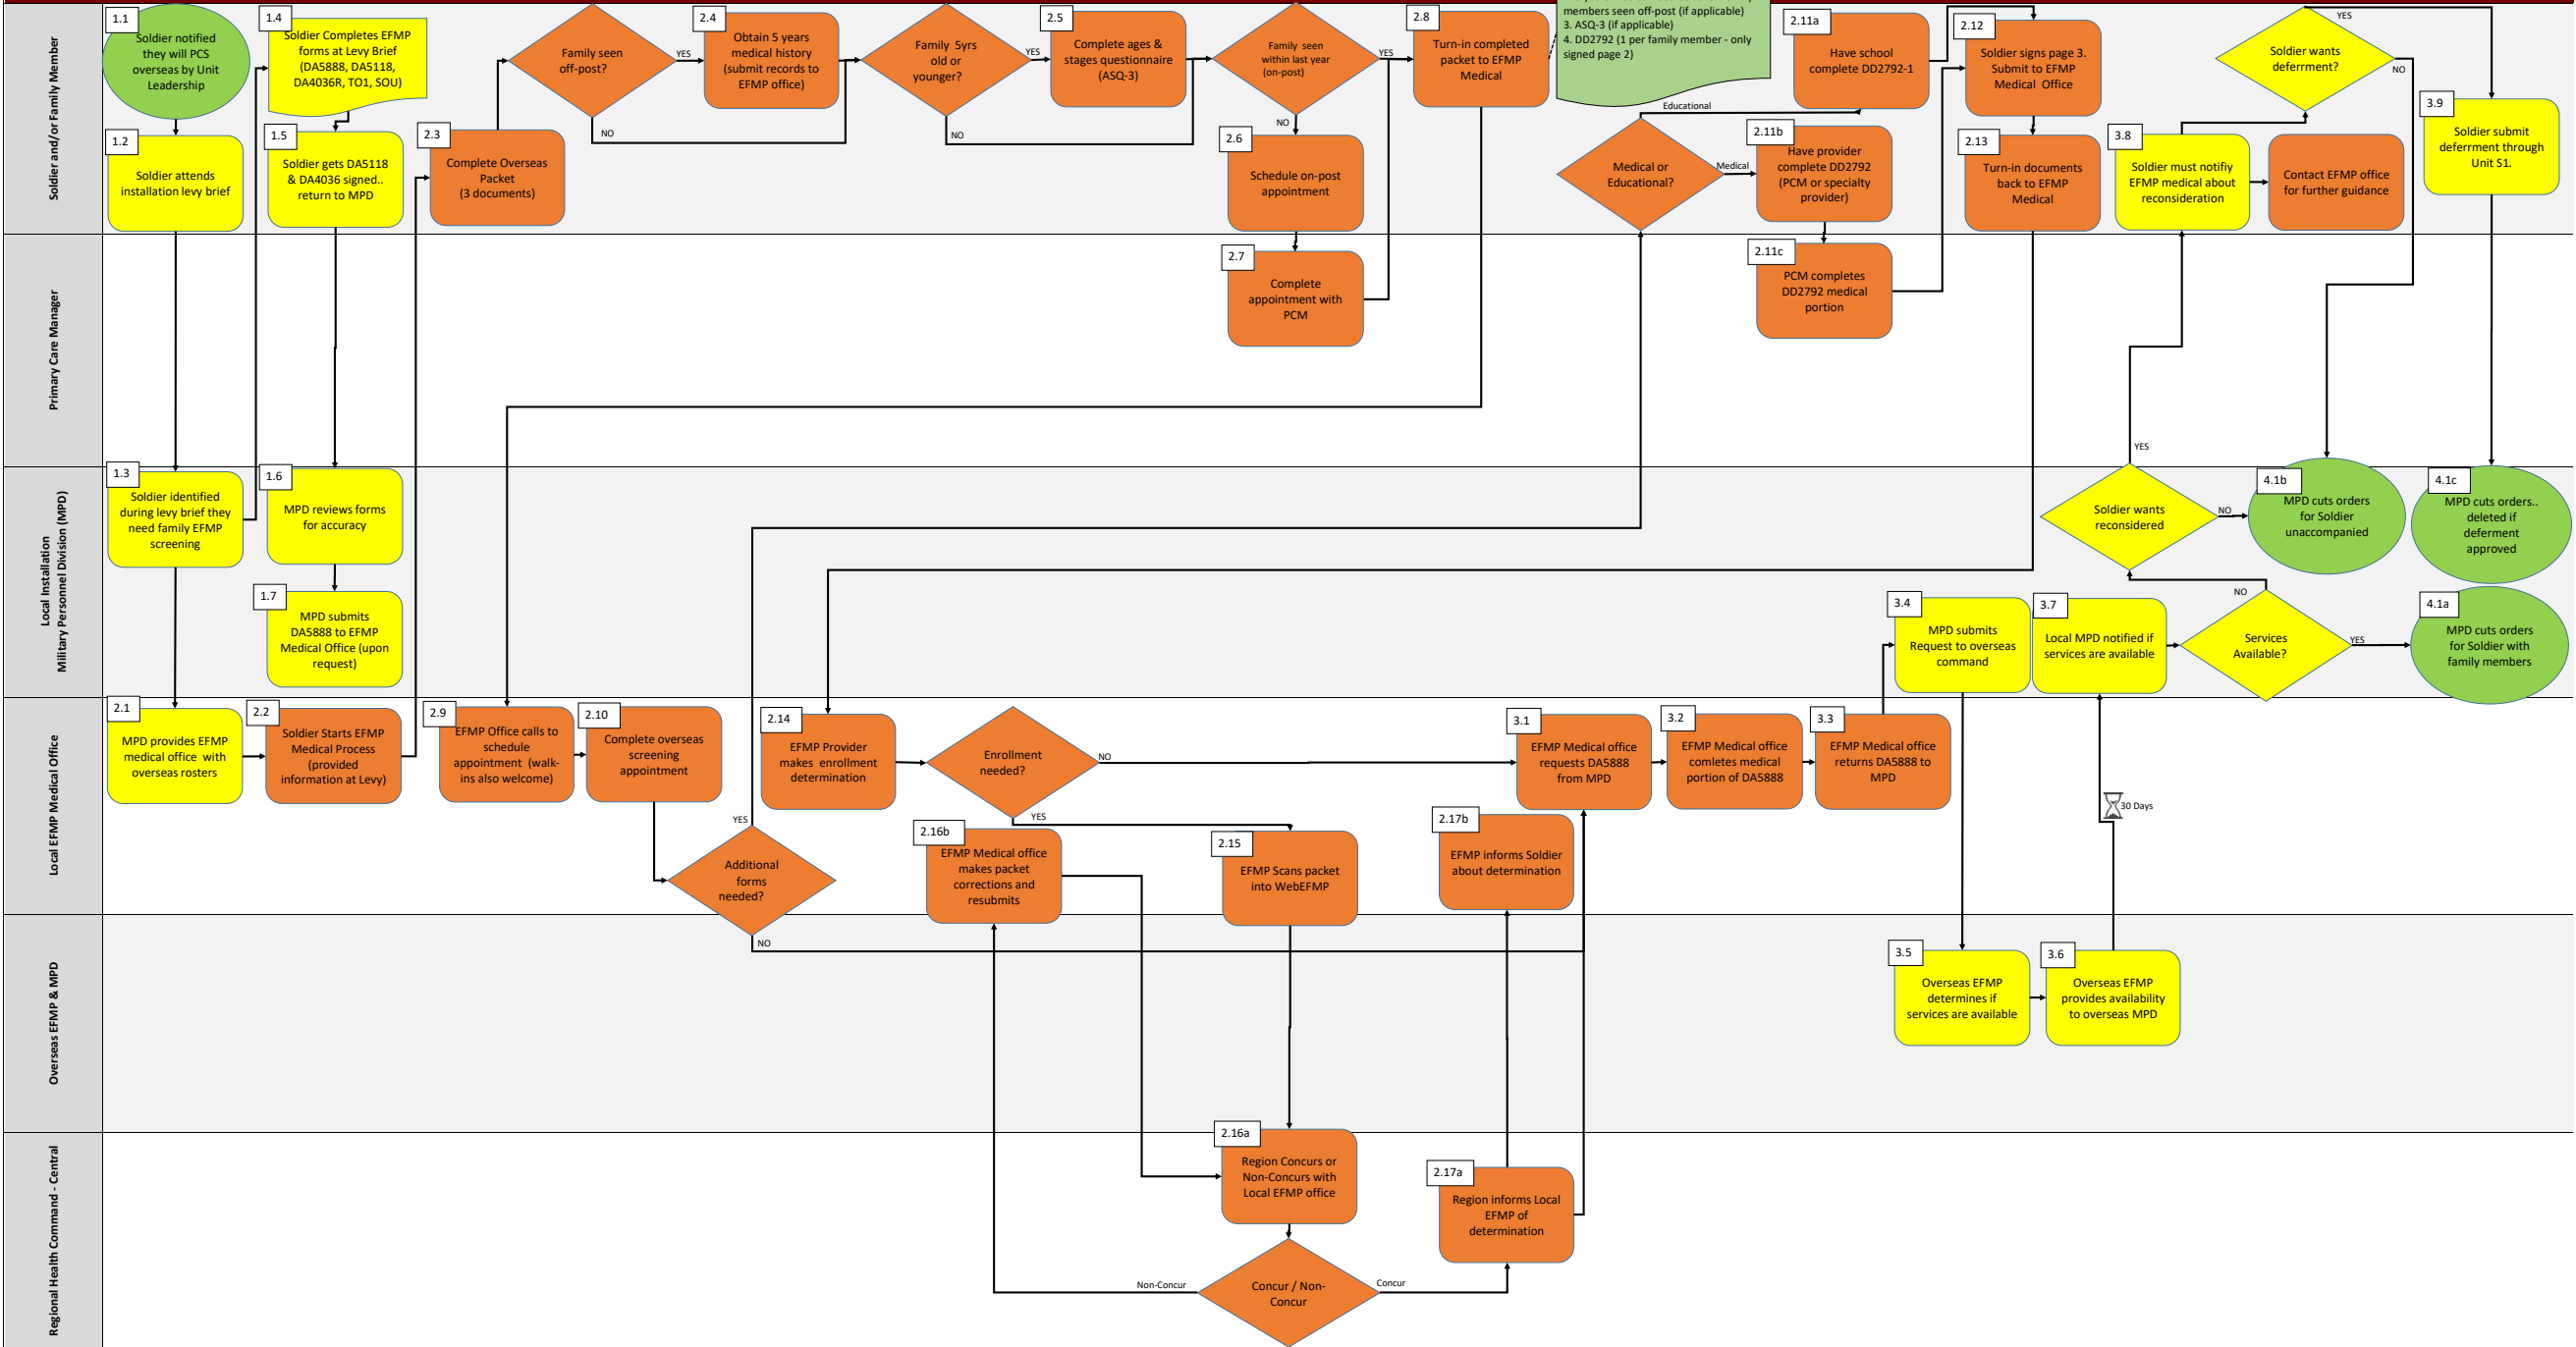 Soldier and/or Family Member
1.1
Soldier notified
they will PCS
overseas by Unit
Leadership
1.2
Soldier attends
installation levy brief
1.4
Soldier Completes EFMP
forms at Levy Brief
(DA5888, DA5118,
DA4036R, TO1, SOU)
1.5
Soldier gets DA5118
& DA4036 signed..
return to MPD
2.3
Complete Overseas
Packet
(3 documents)
Family seen
off-post?
YES
NO
2.4
Obtain 5 years
medical history
(submit records to
EFMP office)
Family 5yrs
old or
younger?
YES
NO
2.5
Complete ages &
stages questionnaire
(ASQ-3)
Family seen
within last year
(on-post)
YES
NO
2.6
Schedule on-post
appointment
2.8
Turn-in completed
packet to EFMP
Medical
members seen off-post (if applicable)
3. ASQ-3 (if applicable)
4. DD2792 (1 per family member - only
signed page 2)
Educational
Medical or
Educational?
Medical
2.11a
Have school
complete DD2792-1
2.11b
Have provider
complete DD2792
(PCM or specialty
provider)
2.12
Soldier signs page 3.
Submit to EFMP
Medical Office
2.13
Turn-in documents
back to EFMP
Medical
3.8
Soldier must notifiy
EFMP medical about
reconsideration
Soldier wants
deferrment?
YES
NO
Contact EFMP office
for further guidance
3.9
Soldier submit
deferrment through
Unit S1.
Primary Care Manager
2.7
Complete
appointment with
PCM
2.11c
PCM completes
DD2792 medical
portion
Local Installation
Military Personnel Division (MPD)
1.3
Soldier identified
during levy brief they
need family EFMP
screening
1.6
MPD reviews forms
for accuracy
1.7
MPD submits
DA5888 to EFMP
Medical Office (upon
request)
3.4
MPD submits
Request to overseas
command
3.7
Local MPD notified if
services are available
YES
Soldier wants
reconsidered
NO
4.1b
MPD cuts orders
for Soldier
unaccompanied
4.1c
MPD cuts orders..
deleted if
deferment
approved
NO
Services
Available?
YES
4.1a
MPD cuts orders
for Soldier with
family members
Local EFMP Medical Office
2.1
MPD provides EFMP
medical office with
overseas rosters
2.2
Soldier Starts EFMP
Medical Process
(provided
information at Levy)
2.9
EFMP Office calls to
schedule
appointment (walk-
ins also welcome)
2.10
Complete overseas
screening
appointment
YES
Additional
forms
needed?
NO
2.14
EFMP Provider
makes enrollment
determination
Enrollment
needed?
NO
YES
2.16b
EFMP Medical office
makes packet
corrections and
resubmits
2.15
EFMP Scans packet
into WebEFMP
2.17b
EFMP informs Soldier
about determination
3.1
EFMP Medical office
requests DA5888
from MPD
3.2
EFMP Medical office
comletes medical
portion of DA5888
3.3
EFMP Medical office
returns DA5888 to
MPD
30 Days
Overseas EFMP & MPD
3.5
Overseas EFMP
determines if
services are available
3.6
Overseas EFMP
provides availability
to overseas MPD
Regional Health Command - Central
2.16a
Region Concurs or
Non-Concurs with
Local EFMP office
2.17a
Region informs Local
EFMP of
determination
Non-Concur
Concur / Non-
Concur
Concur